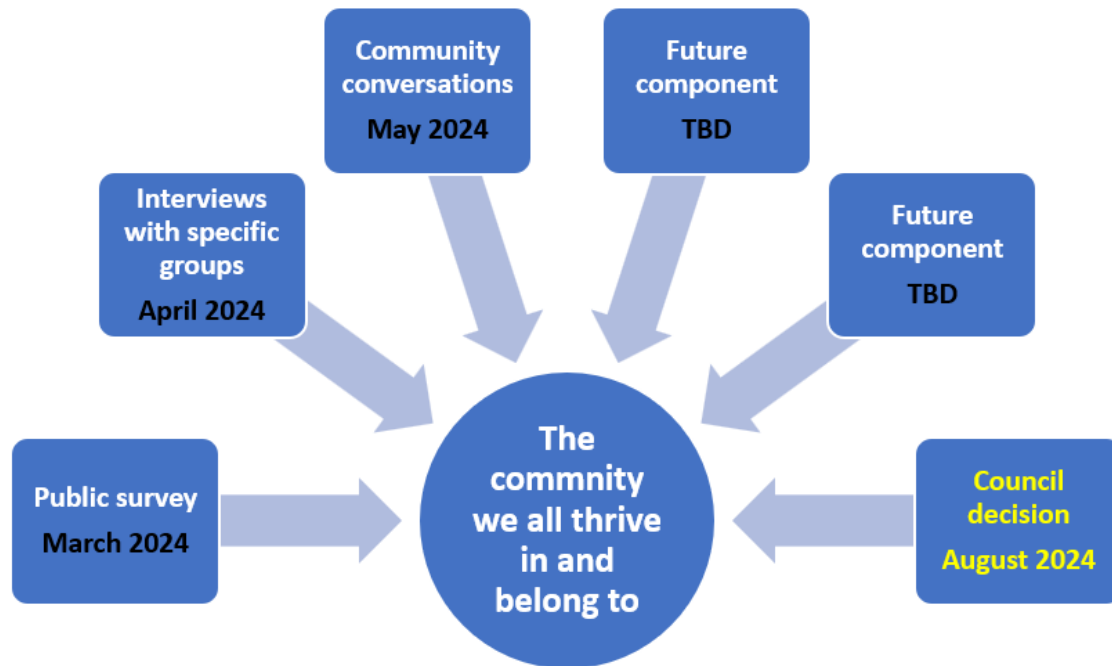 Community
conversations
May 2024
Future
component
TBD
Interviews
with specific
groups
April 2024
Future
component
TBD
Public survey
March 2024
The
commnity
we all thrive
in and
belong to
Council
decision
August 2024